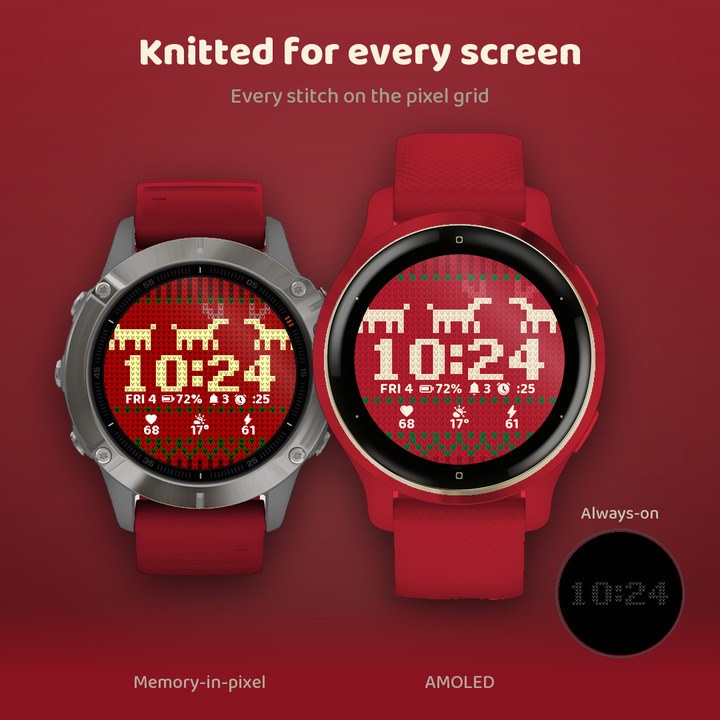 Knitted for every screen
Every stitch on the pixel grid
10:24
FRI 4 72% 3 :25
68 17° 61
10:24
FRI 4 72% 3 :25
68 17° 61
Always-on
10:24
Memory-in-pixel
AMOLED